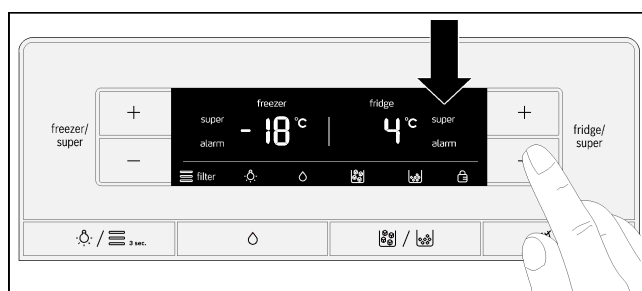 freezer fridge
super -18 °C 4 °C super
alarm alarm
filter
freezer/
super
+
–
+
–
fridge/
super
/ 3 sec.
/